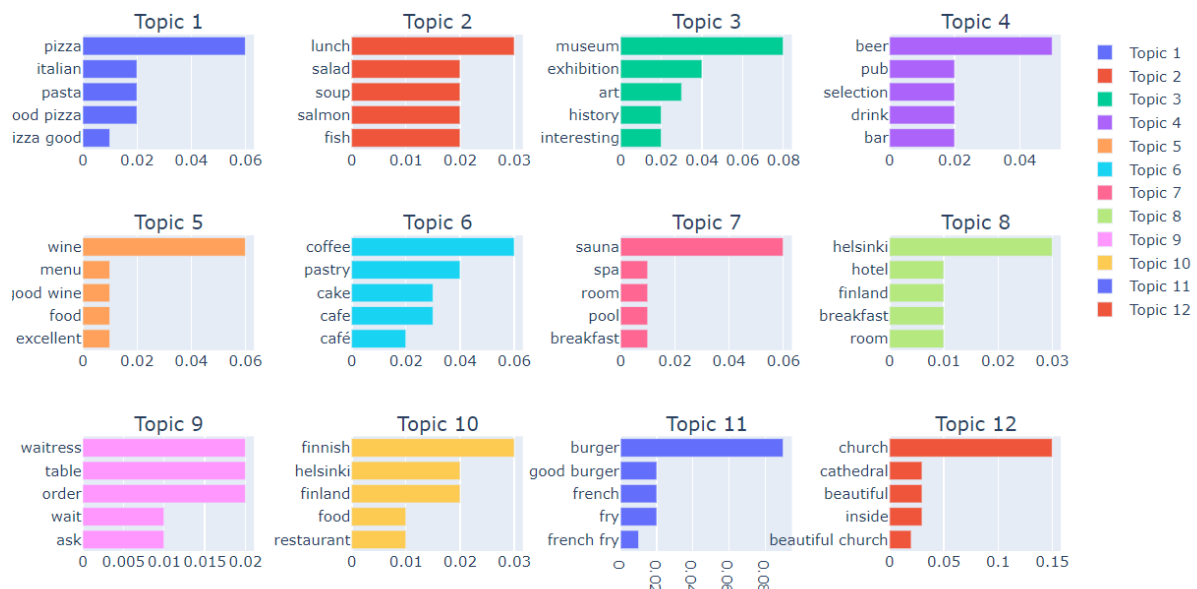 Topic 1
pizza
italian
pasta
ood pizza
izza good
0 0.02 0.04 0.06
Topic 2
lunch
salad
soup
salmon
fish
0 0.01 0.02 0.03
Topic 3
museum
exhibition
art
history
interesting
0 0.02 0.04 0.06 0.08
Topic 4
beer
pub
selection
drink
bar
0 0.02 0.04
Topic 1
Topic 2
Topic 3
Topic 4
Topic 5
Topic 6
Topic 7
Topic 8
Topic 9
Topic 10
Topic 11
Topic 12
Topic 5
wine
menu
good wine
food
excellent
0 0.02 0.04 0.06
Topic 6
coffee
pastry
cake
cafe
café
0 0.02 0.04 0.06
Topic 7
sauna
spa
room
pool
breakfast
0 0.02 0.04 0.06
Topic 8
helsinki
hotel
finland
breakfast
room
0 0.01 0.02 0.03
Topic 9
waitress
table
order
wait
ask
0 0.005 0.01 0.015 0.02
Topic 10
finnish
helsinki
finland
food
restaurant
0 0.01 0.02 0.03
Topic 11
burger
good burger
french
fry
french fry
0 0.02 0.04 0.06 0.08
Topic 12
church
cathedral
beautiful
inside
beautiful church
0 0.05 0.1 0.15